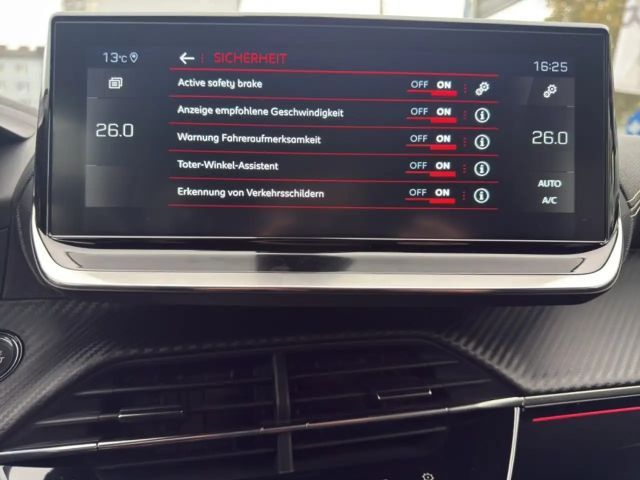 13°C
SICHERHEIT
16:25
Active safety brake OFF ON
Anzeige empfohlene Geschwindigkeit OFF ON
26.0
Warnung Fahreraufmerksamkeit OFF ON
26.0
Toter-Winkel-Assistent OFF ON
AUTO
Erkennung von Verkehrsschildern OFF ON
A/C